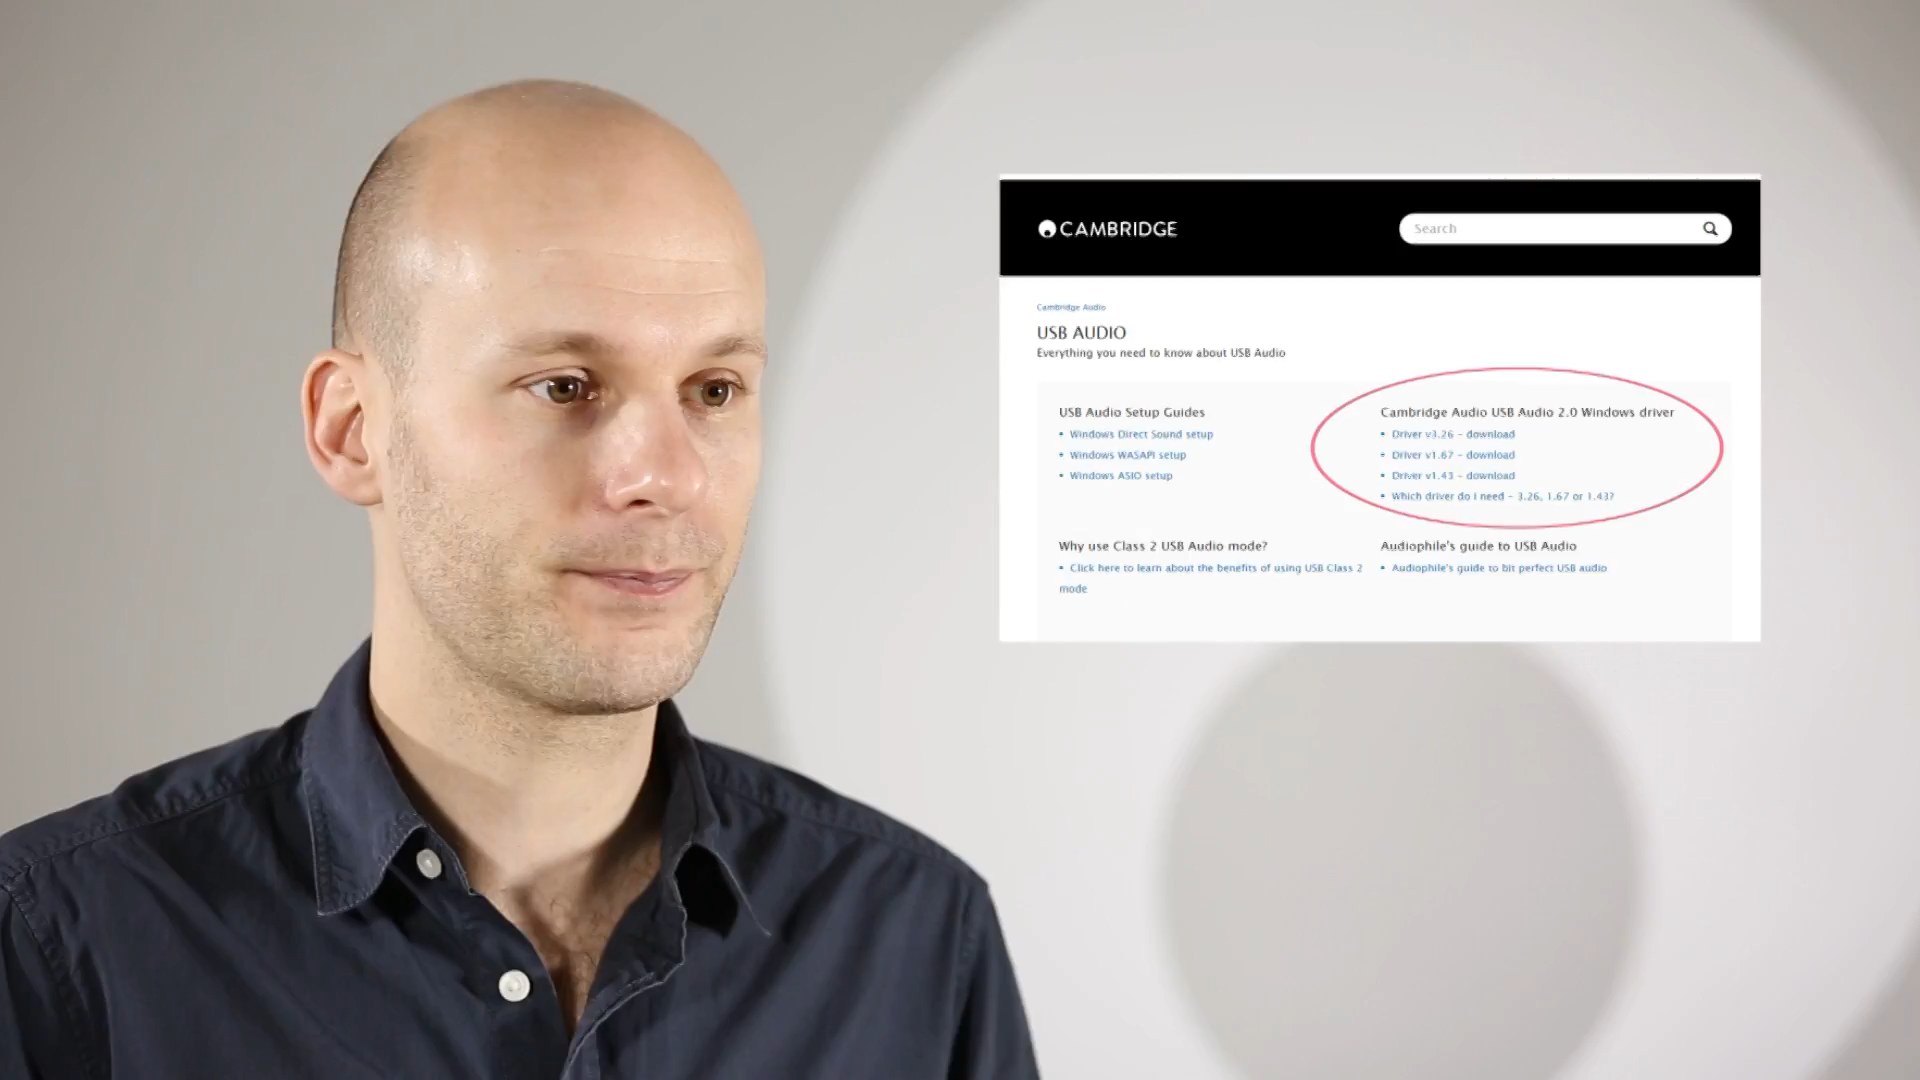 CAMBRIDGE
Search
Cambridge Audio
USB AUDIO
Everything you need to know about USB Audio
USB Audio Setup Guides
• Windows Direct Sound setup
• Windows WASAPI setup
• Windows ASIO setup
Cambridge Audio USB Audio 2.0 Windows driver
• Driver v3.26 - download
• Driver v1.67 - download
• Driver v1.43 - download
• Which driver do I need - 3.26, 1.67 or 1.43?
Why use Class 2 USB Audio mode?
• Click here to learn about the benefits of using USB Class 2
mode
Audiophile's guide to USB Audio
• Audiophile's guide to bit perfect USB audio